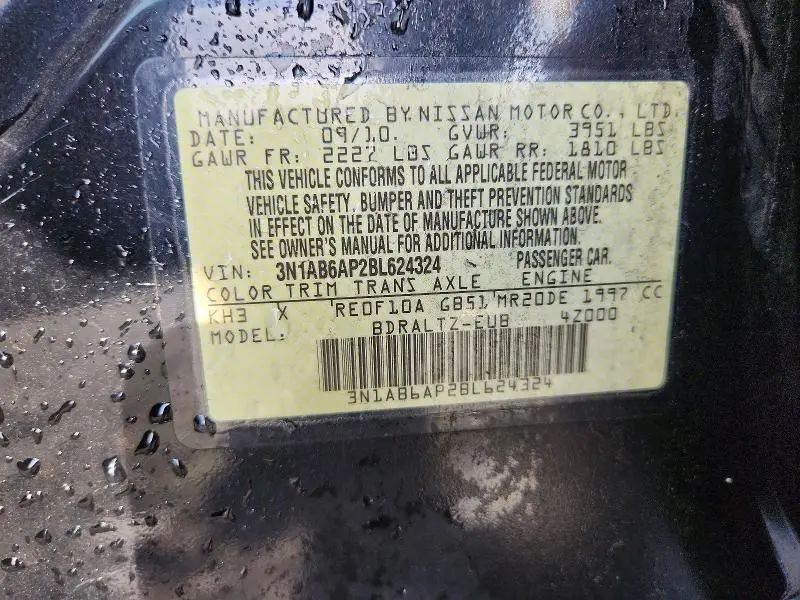 MANUFACTURED BY NISSAN MOTOR CO., LTD.
DATE: 09/10. GVWR: 3951 LBS
GAWR FR: 2227 LBS GAWR RR: 1810 LBS
THIS VEHICLE CONFORMS TO ALL APPLICABLE FEDERAL MOTOR
VEHICLE SAFETY, BUMPER AND THEFT PREVENTION STANDARDS
IN EFFECT ON THE DATE OF MANUFACTURE SHOWN ABOVE.
SEE OWNER'S MANUAL FOR ADDITIONAL INFORMATION.
VIN: 3N1AB6AP2BL624324 PASSENGER CAR.
COLOR TRIM TRANS AXLE ENGINE
KH3 X RE0F10A GB51 MR20DE 1997 CC
MODEL: BDRALTZ-EUB 4Z000
3N1AB6AP2BL624324